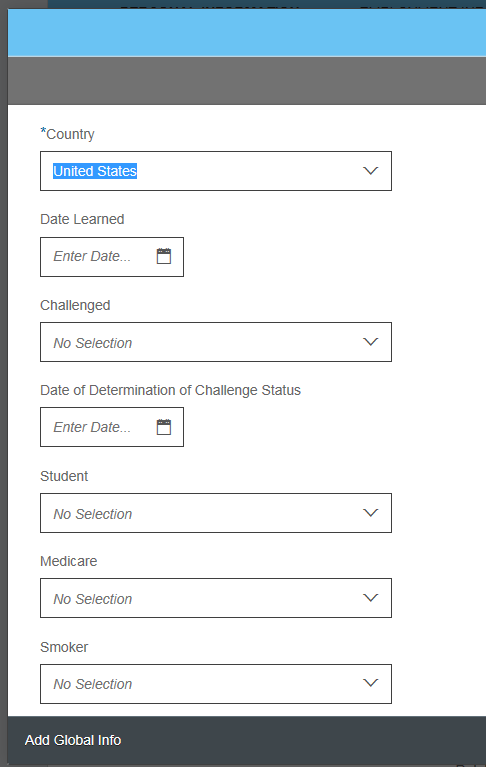 *Country
United States
Date Learned
Enter Date...
Challenged
No Selection
Date of Determination of Challenge Status
Enter Date...
Student
No Selection
Medicare
No Selection
Smoker
No Selection
Add Global Info